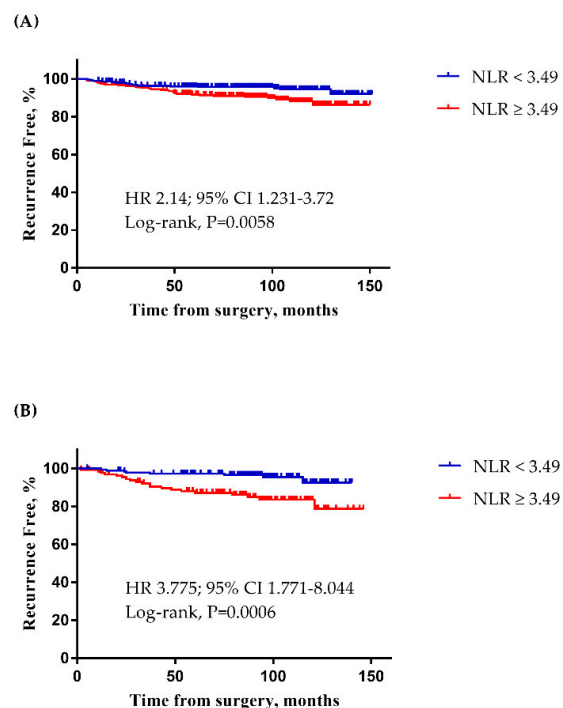 (A)
Recurrence Free, %
100
80
60
40
20
0
0 50 100 150
Time from surgery, months
HR 2.14; 95% CI 1.231-3.72
Log-rank, P=0.0058
NLR < 3.49
NLR ≥ 3.49
(B)
Recurrence Free, %
100
80
60
40
20
0
0 50 100 150
Time from surgery, months
HR 3.775; 95% CI 1.771-8.044
Log-rank, P=0.0006
NLR < 3.49
NLR ≥ 3.49